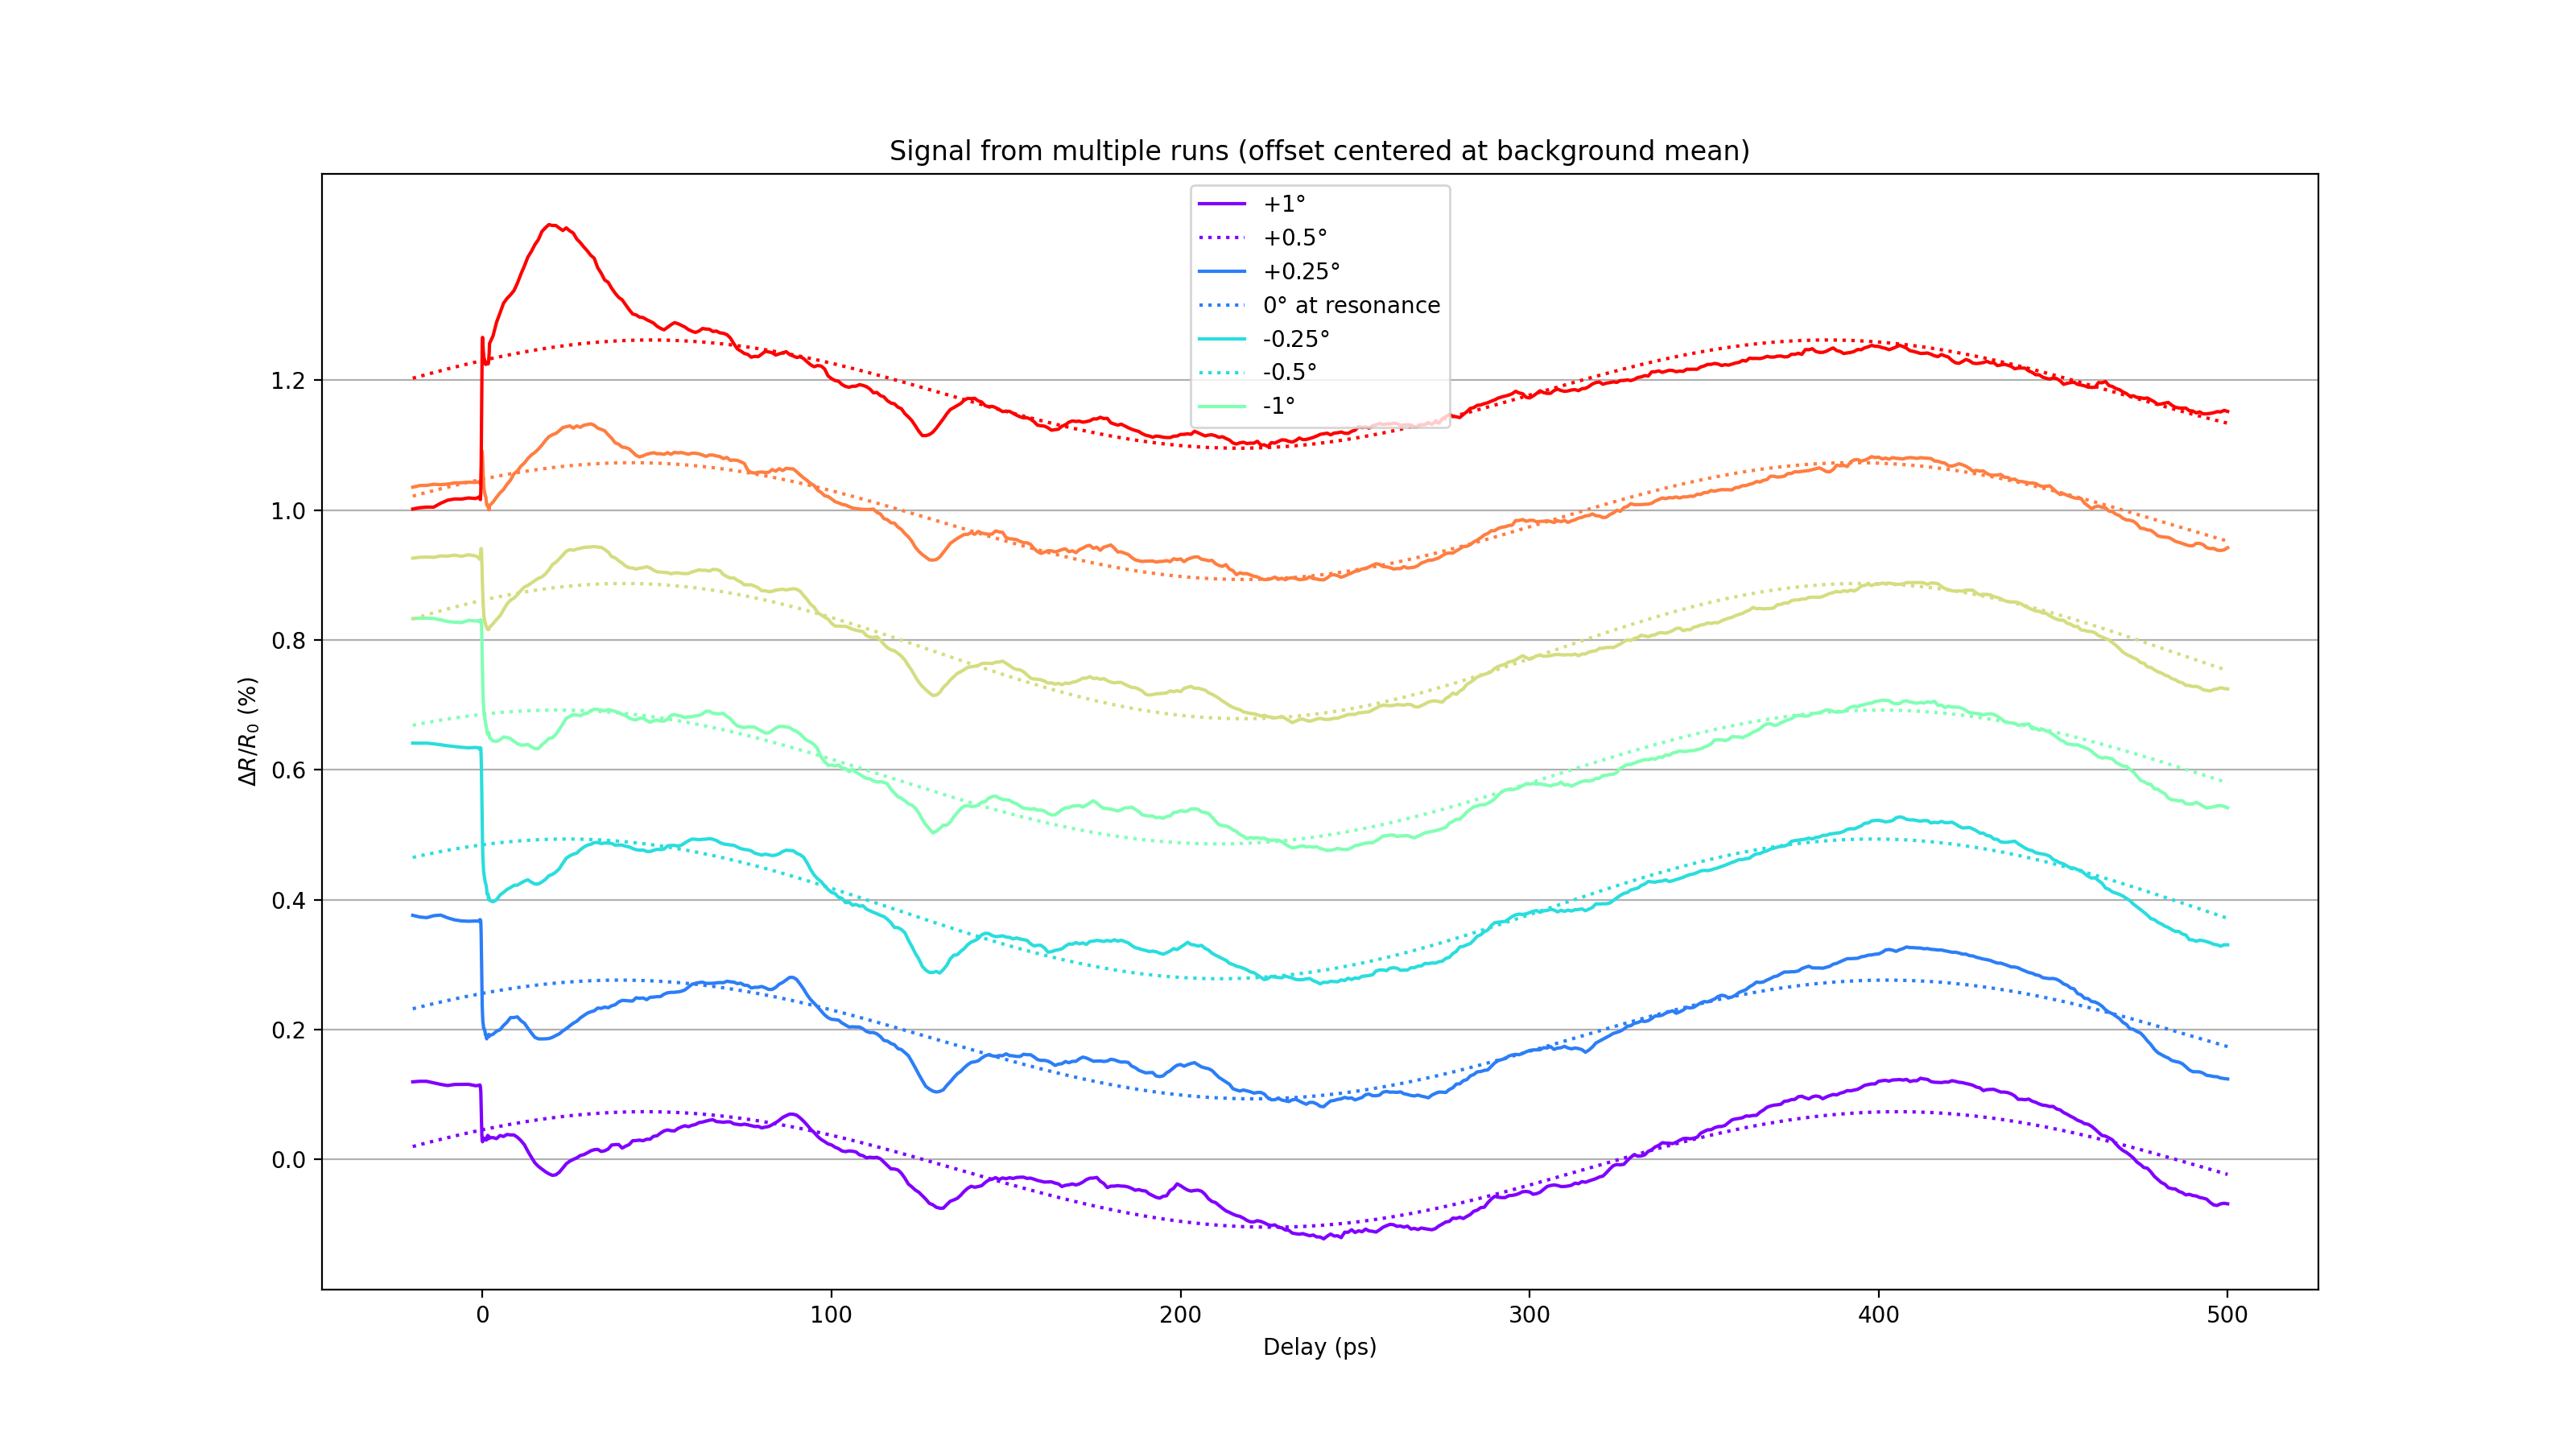 Signal from multiple runs (offset centered at background mean)
+1°
+0.5°
+0.25°
0° at resonance
-0.25°
-0.5°
-1°
1.2
1.0
0.8
0.6
0.4
0.2
0.0
ΔR/R₀ (%)
0 100 200 300 400 500
Delay (ps)